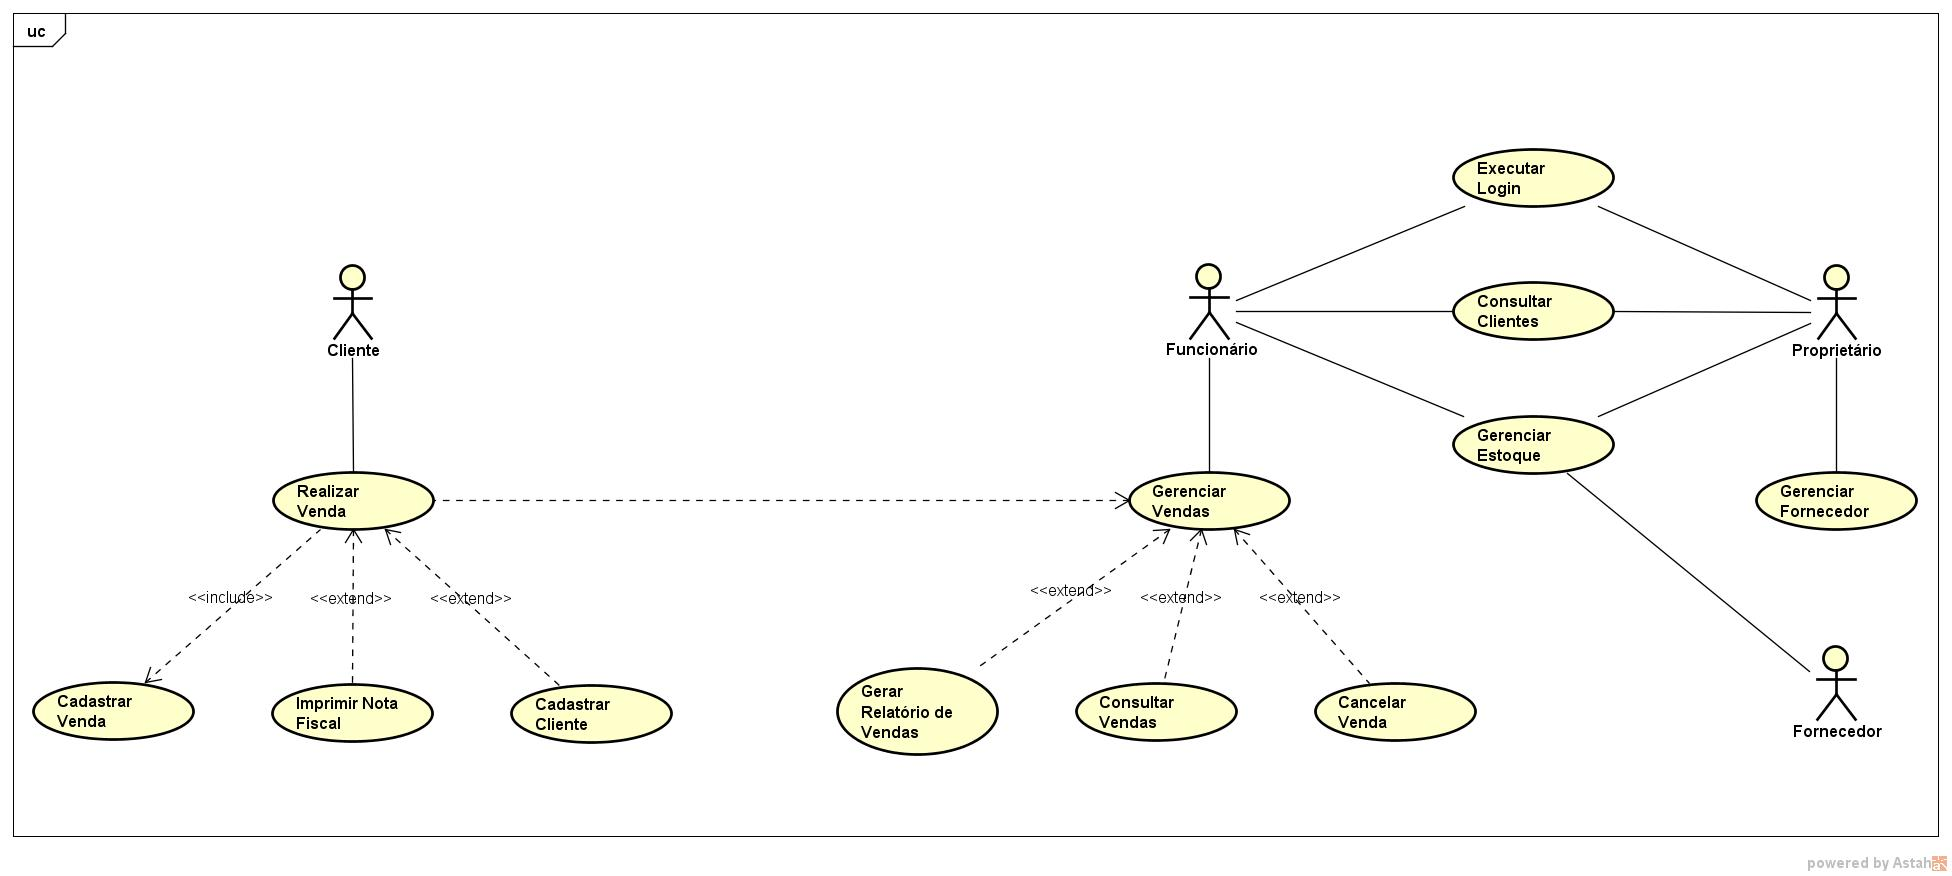 uc
Executar
Login
Consultar
Clientes
Cliente
Funcionário
Proprietário
Gerenciar
Estoque
Realizar
Venda
Gerenciar
Vendas
Gerenciar
Fornecedor
<<include>>
<<extend>>
<<extend>>
<<extend>>
<<extend>>
<<extend>>
Cadastrar
Venda
Imprimir Nota
Fiscal
Cadastrar
Cliente
Gerar
Relatório de
Vendas
Consultar
Vendas
Cancelar
Venda
Fornecedor
powered by Astah